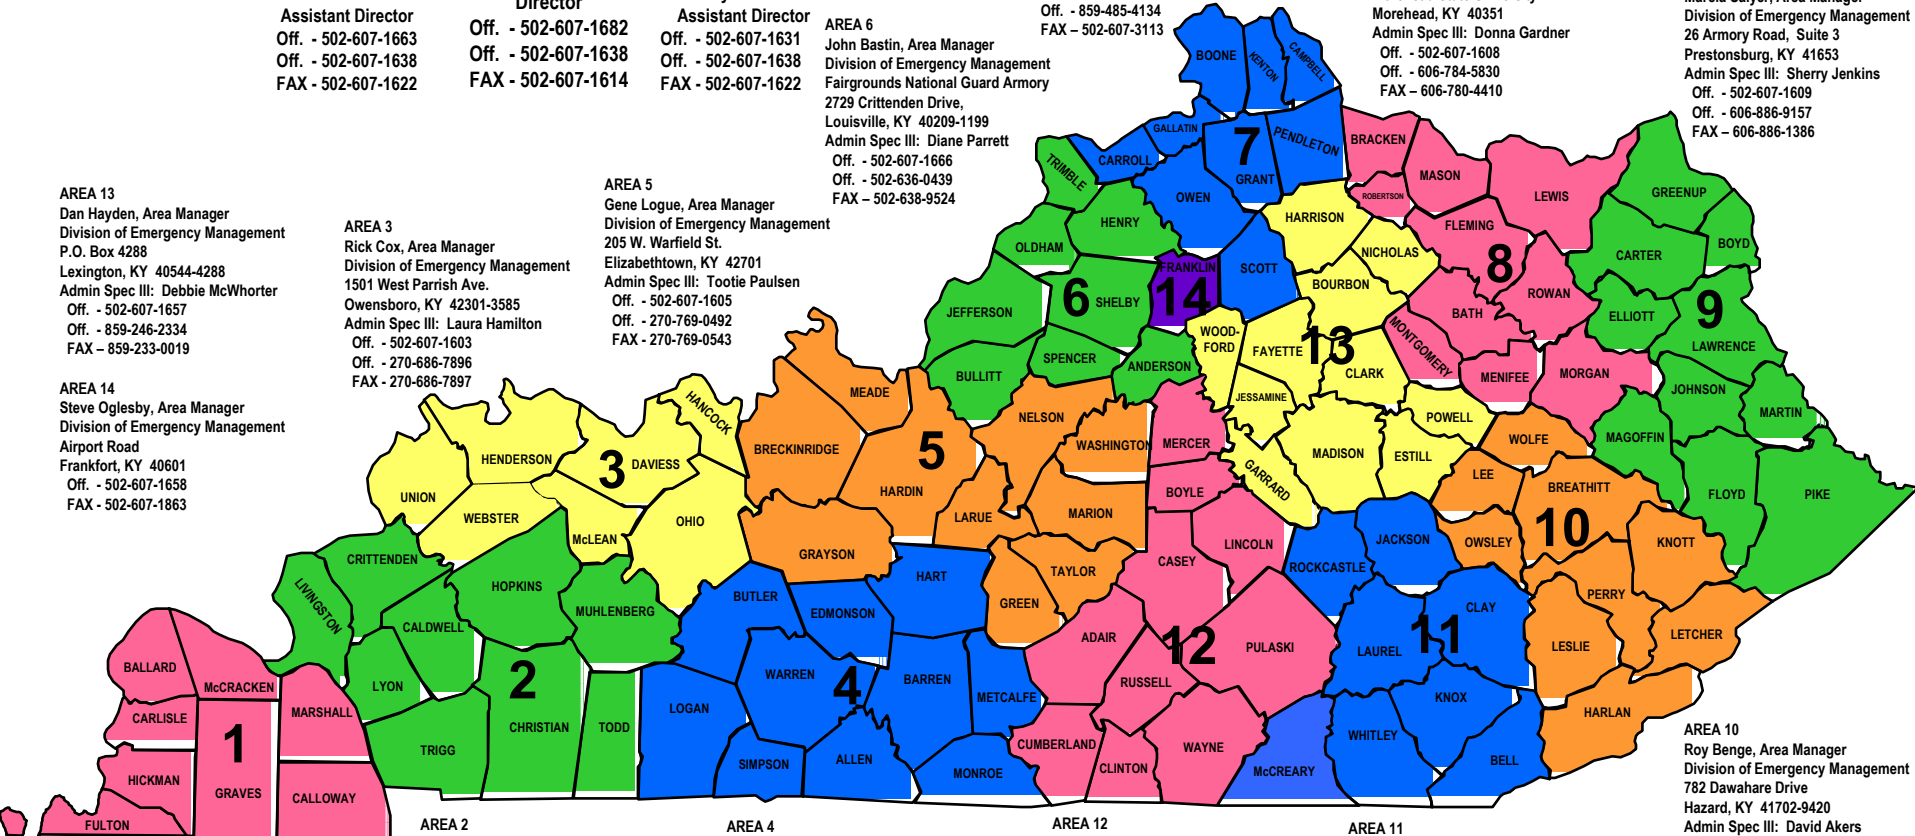 Assistant Director
Off. - 502-607-1663
Off. - 502-607-1638
FAX - 502-607-1622
Director
Off. - 502-607-1682
Off. - 502-607-1638
FAX - 502-607-1614
Assistant Director
Off. - 502-607-1631
Off. - 502-607-1638
FAX - 502-607-1622
AREA 6
John Bastin, Area Manager
Division of Emergency Management
Fairgrounds National Guard Armory
2729 Crittenden Drive,
Louisville, KY 40209-1199
Admin Spec III: Diane Parrett
Off. - 502-607-1666
Off. - 502-636-0439
FAX – 502-638-9524
Off. - 859-485-4134
FAX – 502-607-3113
Morehead, KY 40351
Admin Spec III: Donna Gardner
Off. - 502-607-1608
Off. - 606-784-5830
FAX – 606-780-4410
Division of Emergency Management
26 Armory Road, Suite 3
Prestonsburg, KY 41653
Admin Spec III: Sherry Jenkins
Off. - 502-607-1609
Off. - 606-886-9157
FAX – 606-886-1386
AREA 13
Dan Hayden, Area Manager
Division of Emergency Management
P.O. Box 4288
Lexington, KY 40544-4288
Admin Spec III: Debbie McWhorter
Off. - 502-607-1657
Off. - 859-246-2334
FAX – 859-233-0019
AREA 14
Steve Oglesby, Area Manager
Division of Emergency Management
Airport Road
Frankfort, KY 40601
Off. - 502-607-1658
FAX - 502-607-1863
AREA 3
Rick Cox, Area Manager
Division of Emergency Management
1501 West Parrish Ave.
Owensboro, KY 42301-3585
Admin Spec III: Laura Hamilton
Off. - 502-607-1603
Off. - 270-686-7896
FAX - 270-686-7897
AREA 5
Gene Logue, Area Manager
Division of Emergency Management
205 W. Warfield St.
Elizabethtown, KY 42701
Admin Spec III: Tootie Paulsen
Off. - 502-607-1605
Off. - 270-769-0492
FAX - 270-769-0543
BOONE
KENTON
CAMPBELL
GALLATIN
7
PENDLETON
CARROLL
GRANT
OWEN
SCOTT
BRACKEN
MASON
ROBERTSON
LEWIS
FLEMING
8
ROWAN
BATH
MONTGOMERY
MENIFEE
MORGAN
GREENUP
CARTER
BOYD
ELLIOTT
9
LAWRENCE
JOHNSON
MARTIN
MAGOFFIN
FLOYD
PIKE
TRIMBLE
HENRY
OLDHAM
6
SHELBY
JEFFERSON
SPENCER
BULLITT
ANDERSON
FRANKLIN
14
HARRISON
NICHOLAS
BOURBON
WOOD-
FORD
FAYETTE
13
CLARK
JESSAMINE
POWELL
MADISON
ESTILL
GARRARD
MEADE
BRECKINRIDGE
5
HARDIN
NELSON
WASHINGTON
LARUE
MARION
GRAYSON
TAYLOR
GREEN
HANCOCK
HENDERSON
3
DAVIESS
UNION
WEBSTER
McLEAN
OHIO
WOLFE
LEE
BREATHITT
10
OWSLEY
KNOTT
PERRY
LESLIE
LETCHER
HARLAN
CRITTENDEN
LIVINGSTON
HOPKINS
MUHLENBERG
CALDWELL
LYON
2
CHRISTIAN
TODD
TRIGG
BUTLER
EDMONSON
HART
WARREN
4
BARREN
METCALFE
LOGAN
SIMPSON
ALLEN
MONROE
MERCER
BOYLE
LINCOLN
CASEY
ADAIR
12
PULASKI
RUSSELL
CUMBERLAND
CLINTON
WAYNE
McCREARY
ROCKCASTLE
JACKSON
CLAY
11
LAUREL
KNOX
WHITLEY
BELL
BALLARD
McCRACKEN
CARLISLE
MARSHALL
1
HICKMAN
GRAVES
CALLOWAY
FULTON
AREA 10
Roy Benge, Area Manager
Division of Emergency Management
782 Dawahare Drive
Hazard, KY 41702-9420
Admin Spec III: David Akers
AREA 2
AREA 4
AREA 12
AREA 11